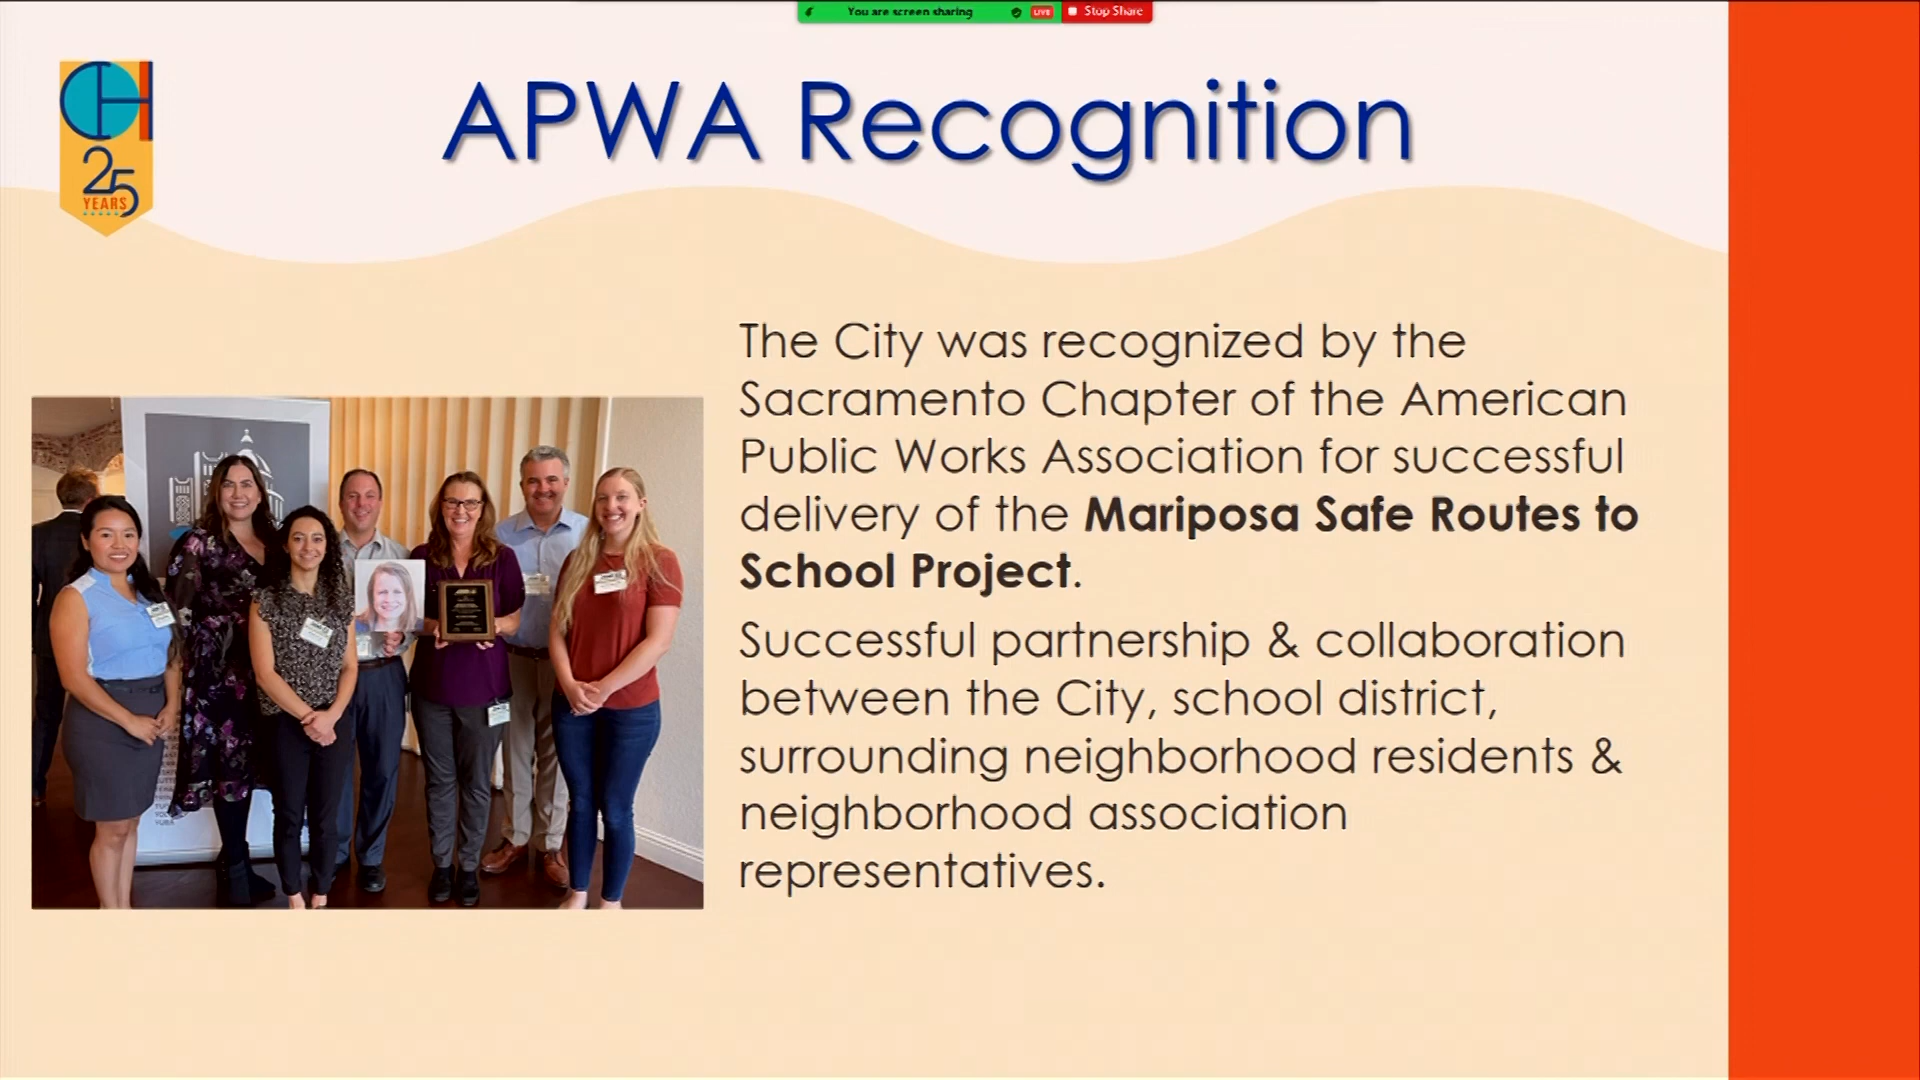 You are screen sharing
LIVE
Stop Share
CH
25
YEARS
APWA Recognition
The City was recognized by the
Sacramento Chapter of the American
Public Works Association for successful
delivery of the Mariposa Safe Routes to
School Project.
Successful partnership & collaboration
between the City, school district,
surrounding neighborhood residents &
neighborhood association
representatives.